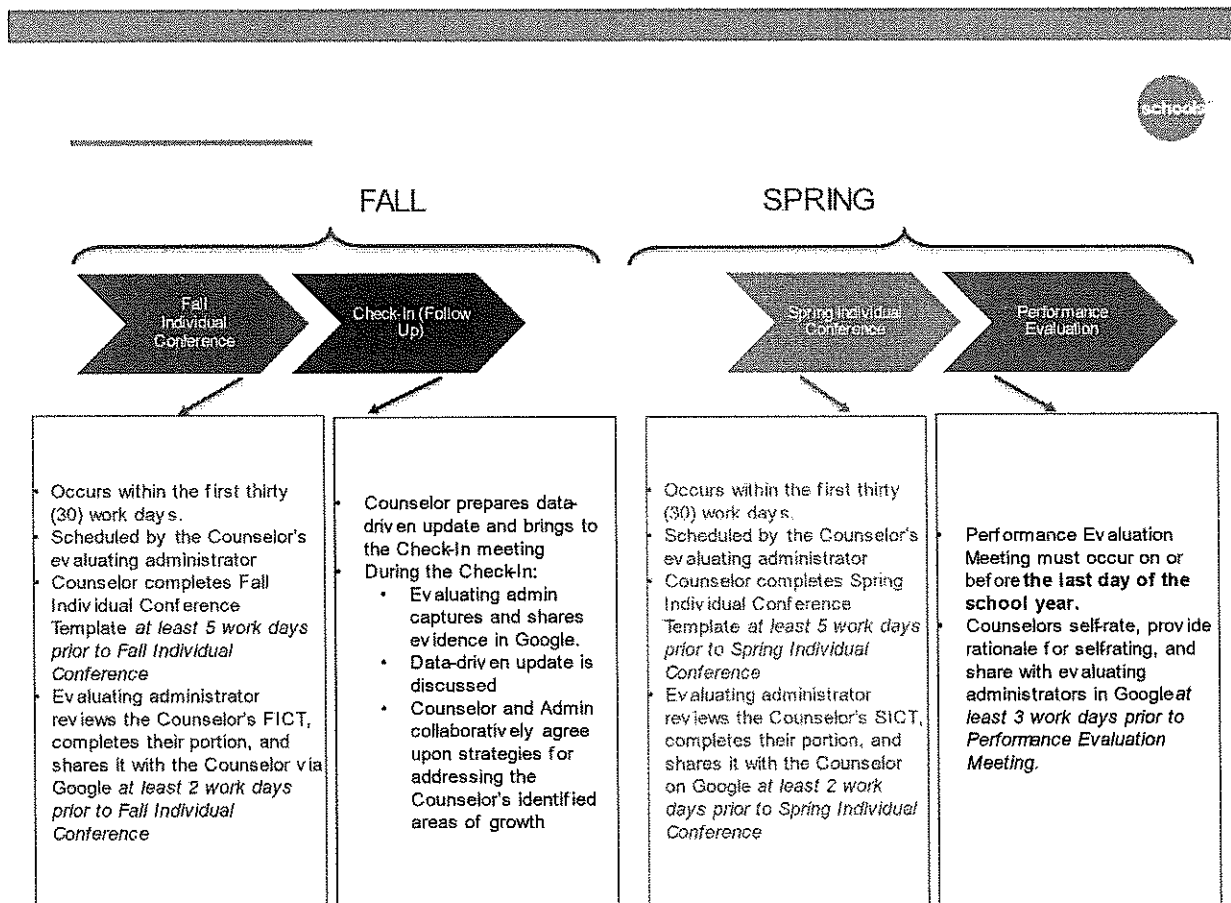 schools
FALL
SPRING
Fall
Individual
Conference
Check-In (Follow
Up)
Spring Individual
Conference
Performance
Evaluation
• Occurs within the first thirty
(30) work days.
• Scheduled by the Counselor's
evaluating administrator
• Counselor completes Fall
Individual Conference
Template at least 5 work days
prior to Fall Individual
Conference
• Evaluating administrator
reviews the Counselor's FICT,
completes their portion, and
shares it with the Counselor via
Google at least 2 work days
prior to Fall Individual
Conference
• Counselor prepares data-
driven update and brings to
the Check-In meeting
• During the Check-In:
• Evaluating admin
captures and shares
evidence in Google.
• Data-driven update is
discussed
• Counselor and Admin
collaboratively agree
upon strategies for
addressing the
Counselor's identified
areas of growth
• Occurs within the first thirty
(30) work days.
• Scheduled by the Counselor's
evaluating administrator
• Counselor completes Spring
Individual Conference
Template at least 5 work days
prior to Spring Individual
Conference
• Evaluating administrator
reviews the Counselor's SICT,
completes their portion, and
shares it with the Counselor
on Google at least 2 work
days prior to Spring Individual
Conference
• Performance Evaluation
Meeting must occur on or
before the last day of the
school year.
• Counselors self-rate, provide
rationale for selfrating, and
share with evaluating
administrators in Google at
least 3 work days prior to
Performance Evaluation
Meeting.